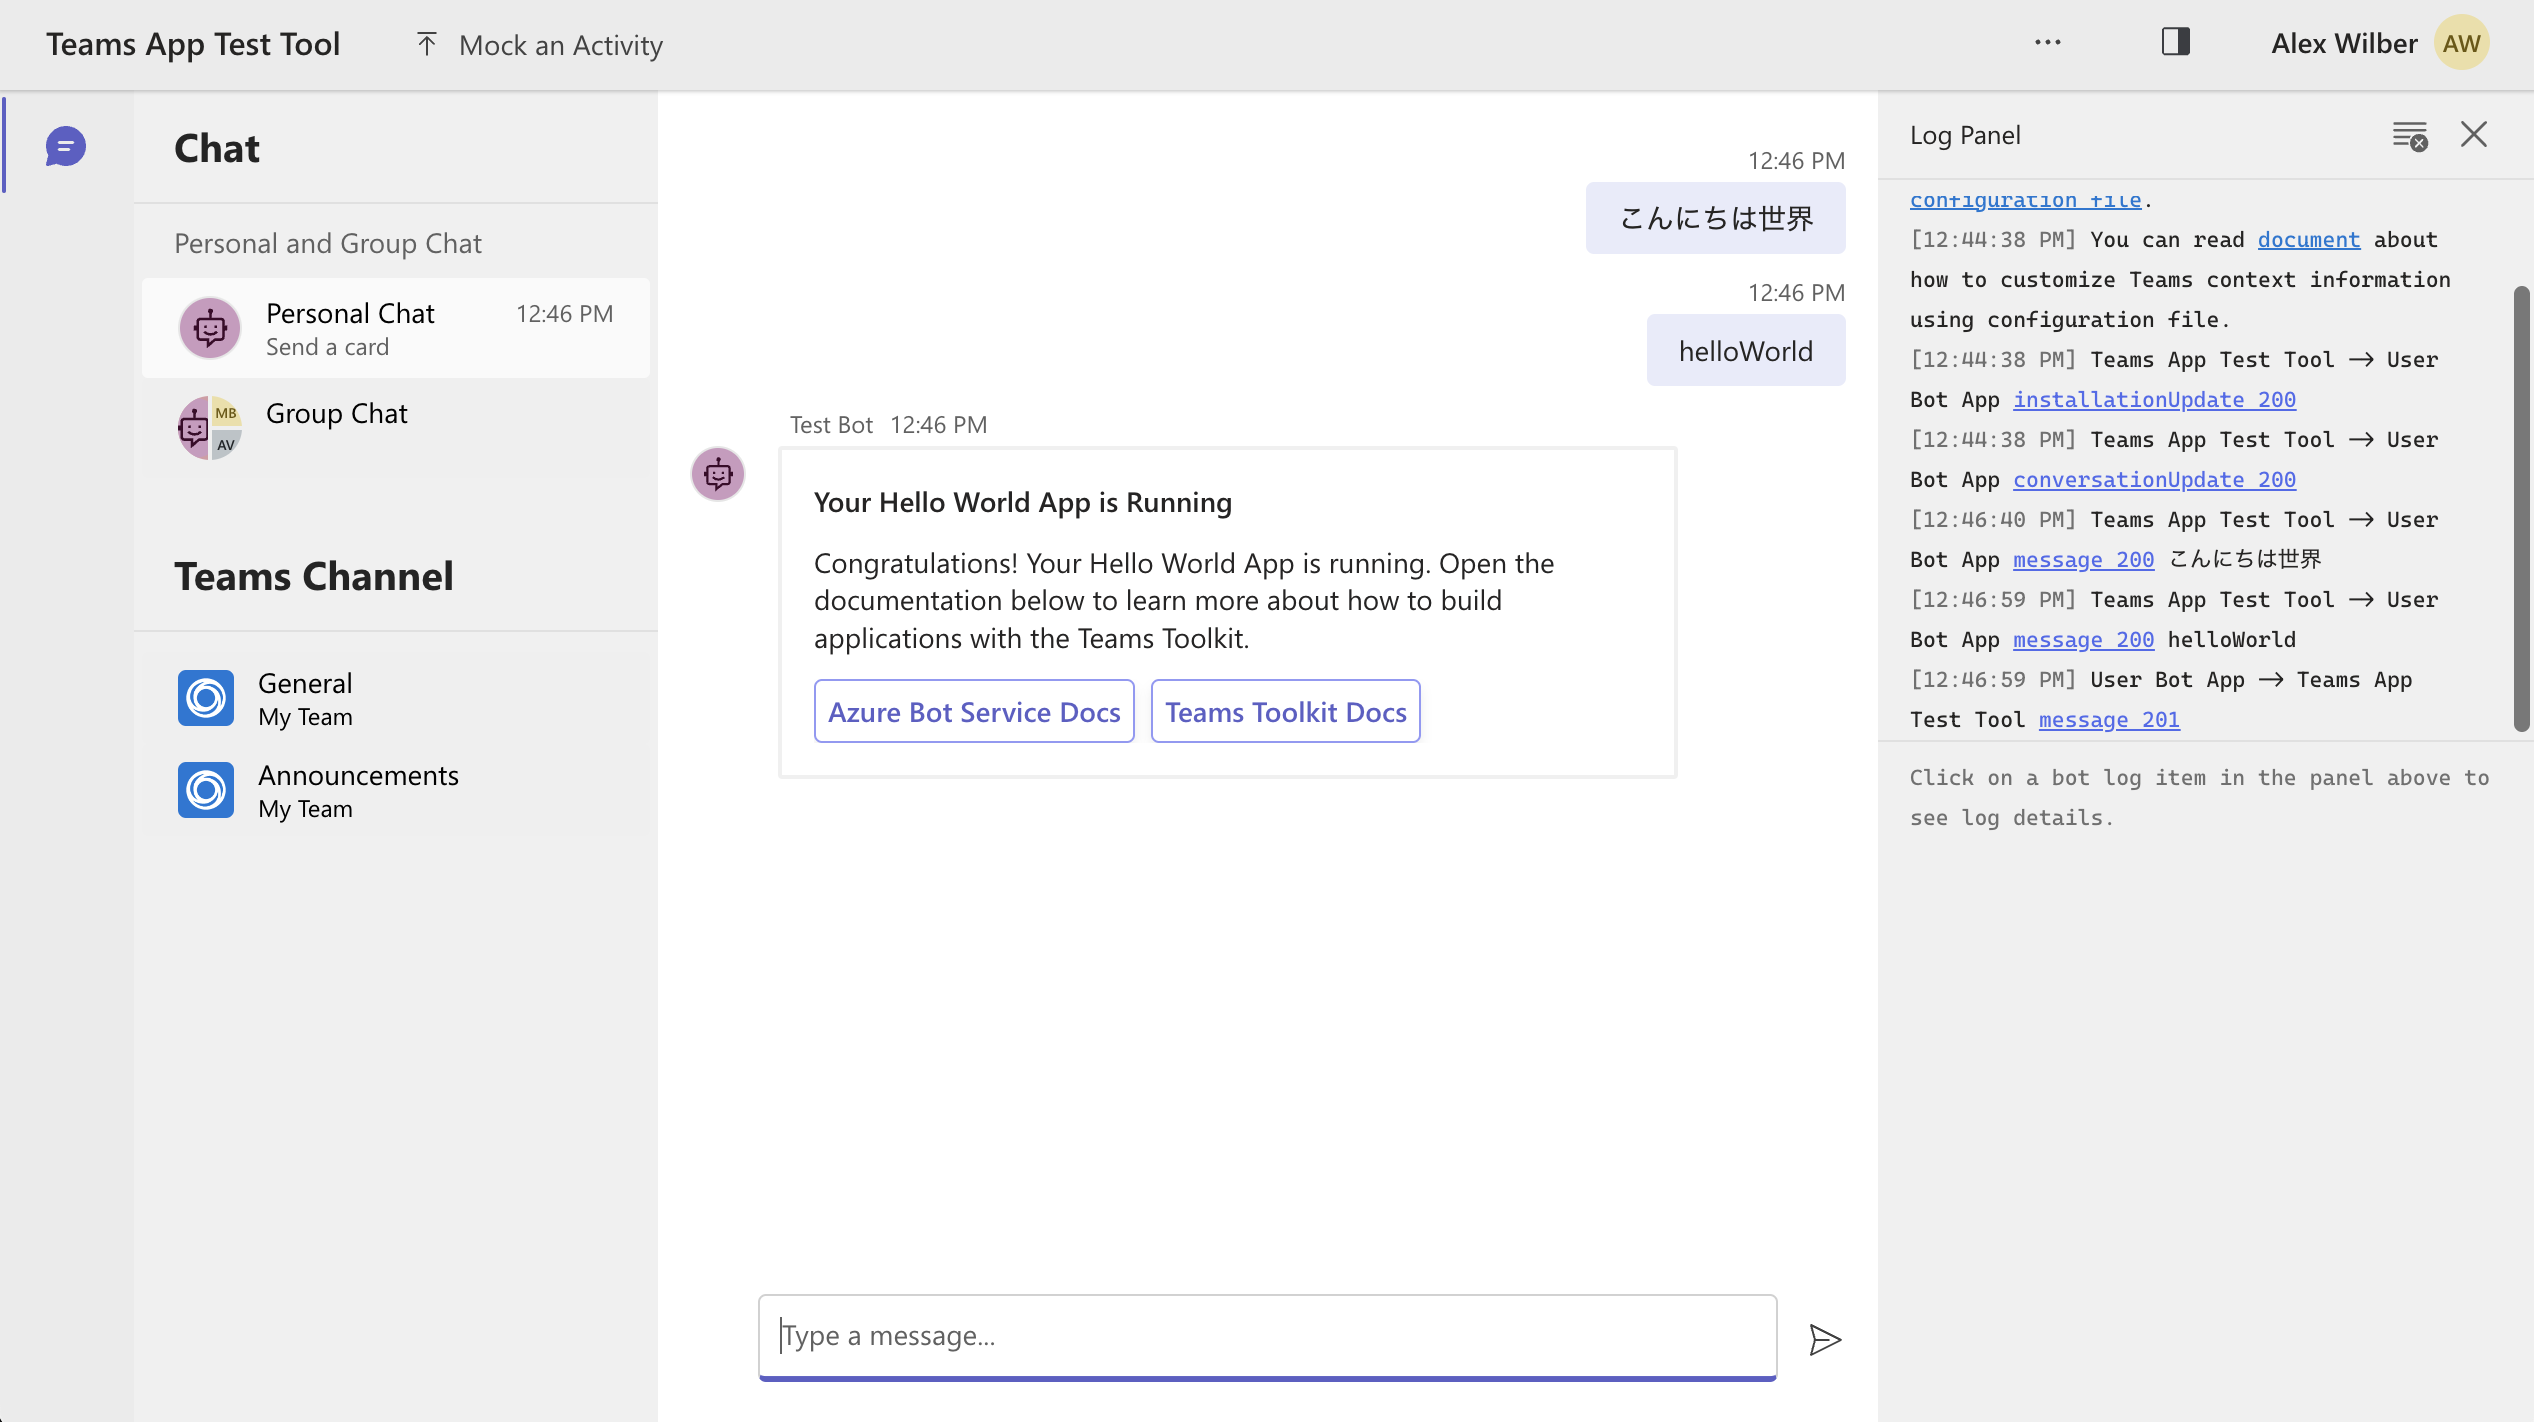 Teams App Test Tool
Mock an Activity
Alex Wilber
AW
Chat
Personal and Group Chat
Personal Chat
12:46 PM
Send a card
MB
AV
Group Chat
Teams Channel
General
My Team
Announcements
My Team
12:46 PM
こんにちは世界
12:46 PM
helloWorld
Test Bot 12:46 PM
Your Hello World App is Running
Congratulations! Your Hello World App is running. Open the
documentation below to learn more about how to build
applications with the Teams Toolkit.
Azure Bot Service Docs
Teams Toolkit Docs
Type a message...
Log Panel
configuration file.
[12:44:38 PM] You can read document about
how to customize Teams context information
using configuration file.
[12:44:38 PM] Teams App Test Tool → User
Bot App installationUpdate 200
[12:44:38 PM] Teams App Test Tool → User
Bot App conversationUpdate 200
[12:46:40 PM] Teams App Test Tool → User
Bot App message 200 こんにちは世界
[12:46:59 PM] Teams App Test Tool → User
Bot App message 200 helloWorld
[12:46:59 PM] User Bot App → Teams App
Test Tool message 201
Click on a bot log item in the panel above to
see log details.